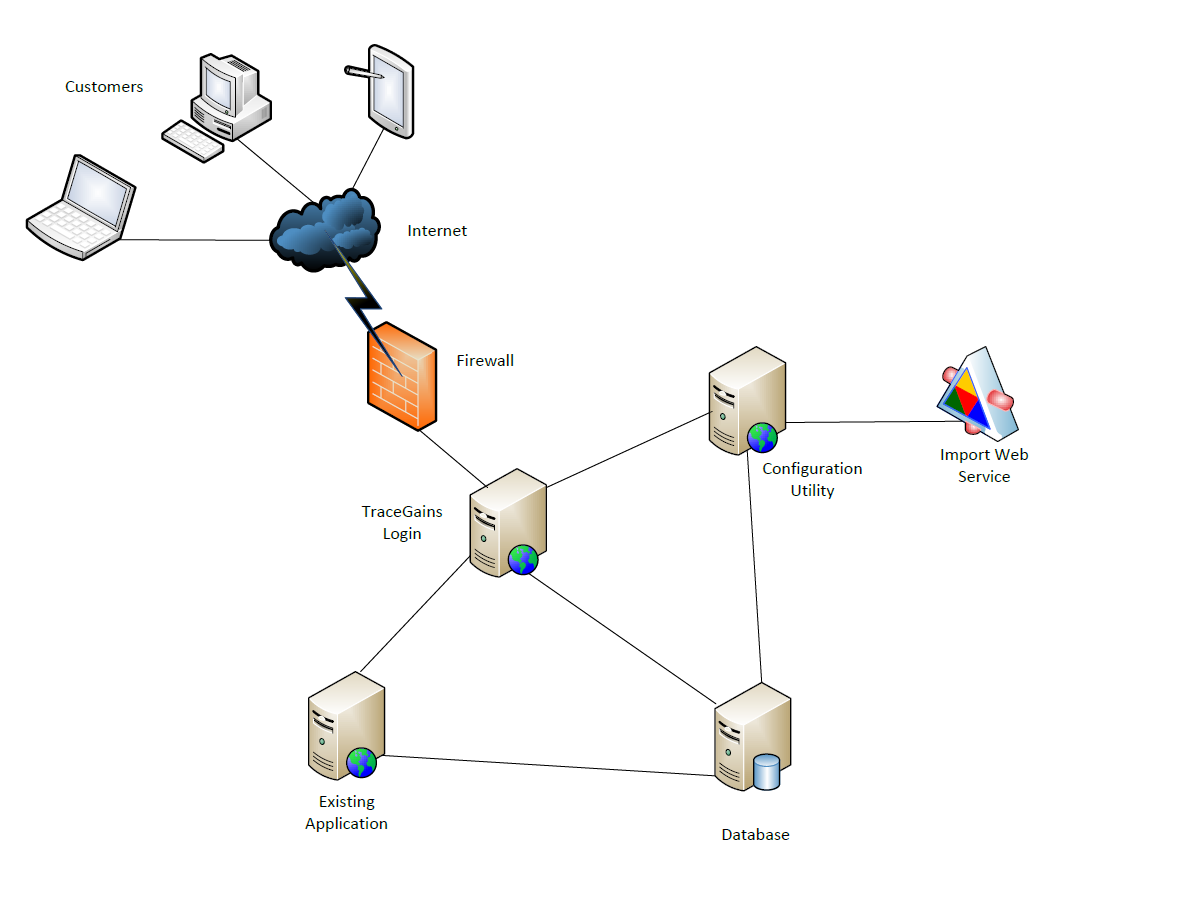 Customers
Internet
Firewall
Import Web
Service
Configuration
Utility
TraceGains
Login
Existing
Application
Database